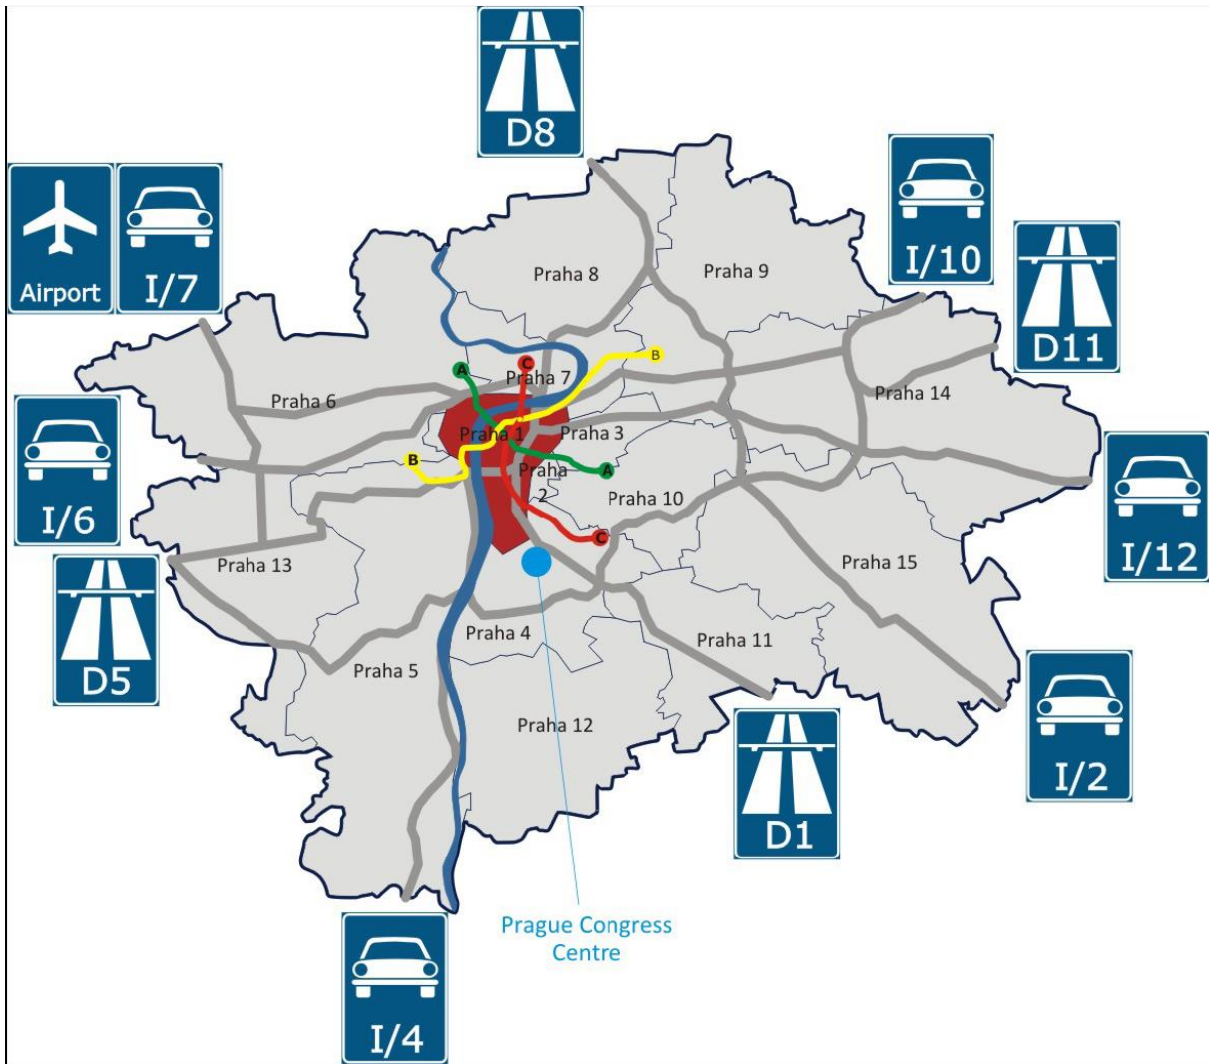 D8
Airport
I/7
I/10
D11
Praha 8
Praha 9
A
C
B
Praha 7
Praha 6
Praha 14
Praha 1
Praha 3
B
A
Praha
2
Praha 10
I/6
I/12
C
Praha 13
Praha 15
D5
Praha 4
Praha 11
Praha 5
I/2
Praha 12
D1
Prague Congress
Centre
I/4